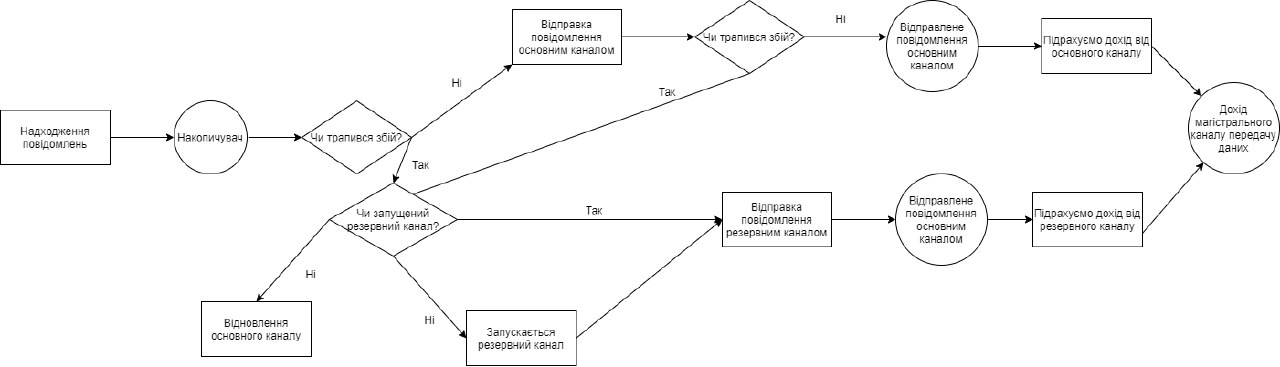 Надходження
повідомлень
Накопичувач
Чи трапився збій?
Ні
Так
Відправка
повідомлення
основним каналом
Чи трапився збій?
Ні
Так
Відправлене
повідомлення
основним
каналом
Підрахуємо дохід від
основного каналу
Дохід
магістрального
каналу передачу
даних
Чи запущений
резервний канал?
Так
Ні
Ні
Відновлення
основного каналу
Запускається
резервний канал
Відправка
повідомлення
резервним каналом
Відправлене
повідомлення
основним
каналом
Підрахуємо дохід від
резервного каналу